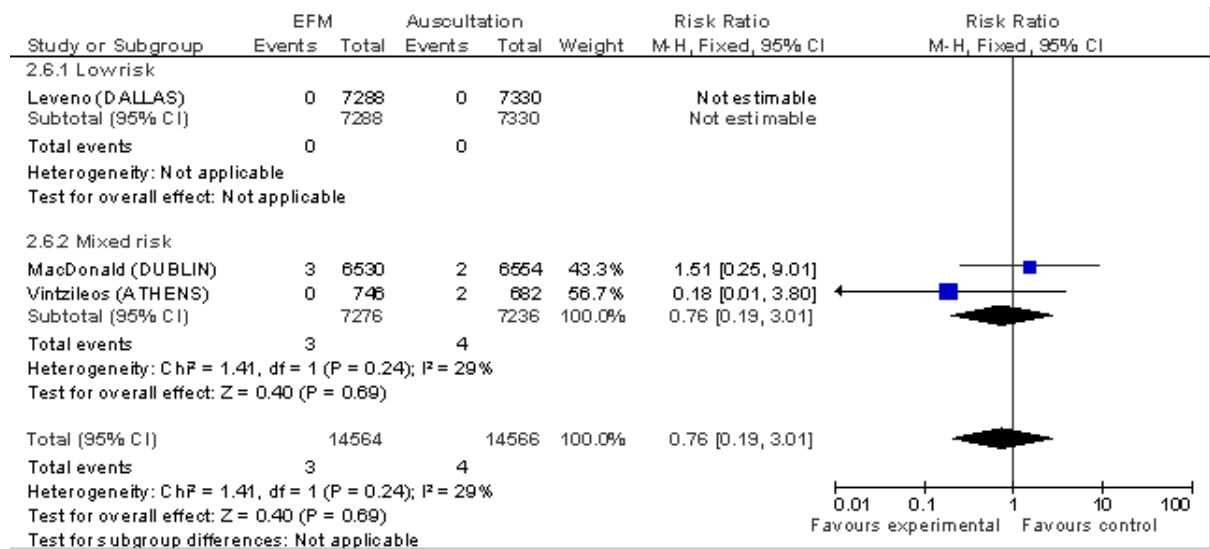 EFM Auscultation Risk Ratio Risk Ratio
Study or Subgroup Events Total Events Total Weight M-H, Fixed, 95% CI M-H, Fixed, 95% CI
2.6.1 Low risk
Leveno (DALLAS) 0 7288 0 7330 Not estimable
Subtotal (95% CI) 7288 7330 Not estimable
Total events 0 0
Heterogeneity: Not applicable
Test for overall effect: Not applicable
2.6.2 Mixed risk
MacDonald (DUBLIN) 3 6530 2 6554 43.3% 1.51 [0.25, 9.01]
Vintzileos (ATHENS) 0 746 2 682 56.7% 0.18 [0.01, 3.80]
Subtotal (95% CI) 7276 7236 100.0% 0.76 [0.19, 3.01]
Total events 3 4
Heterogeneity: Chi² = 1.41, df = 1 (P = 0.24); I² = 29%
Test for overall effect: Z = 0.40 (P = 0.69)
Total (95% CI) 14564 14566 100.0% 0.76 [0.19, 3.01]
Total events 3 4
Heterogeneity: Chi² = 1.41, df = 1 (P = 0.24); I² = 29%
Test for overall effect: Z = 0.40 (P = 0.69)
Test for subgroup differences: Not applicable
0.01 0.1 1 10 100
Favours experimental Favours control